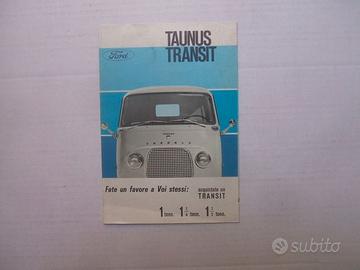 Ford
TAUNUS
TRANSIT
Fate un favore a Voi stessi:
acquistate un
TRANSIT
1 tonn. 1 1/4 tonn. 1 1/2 tonn.
subito.it